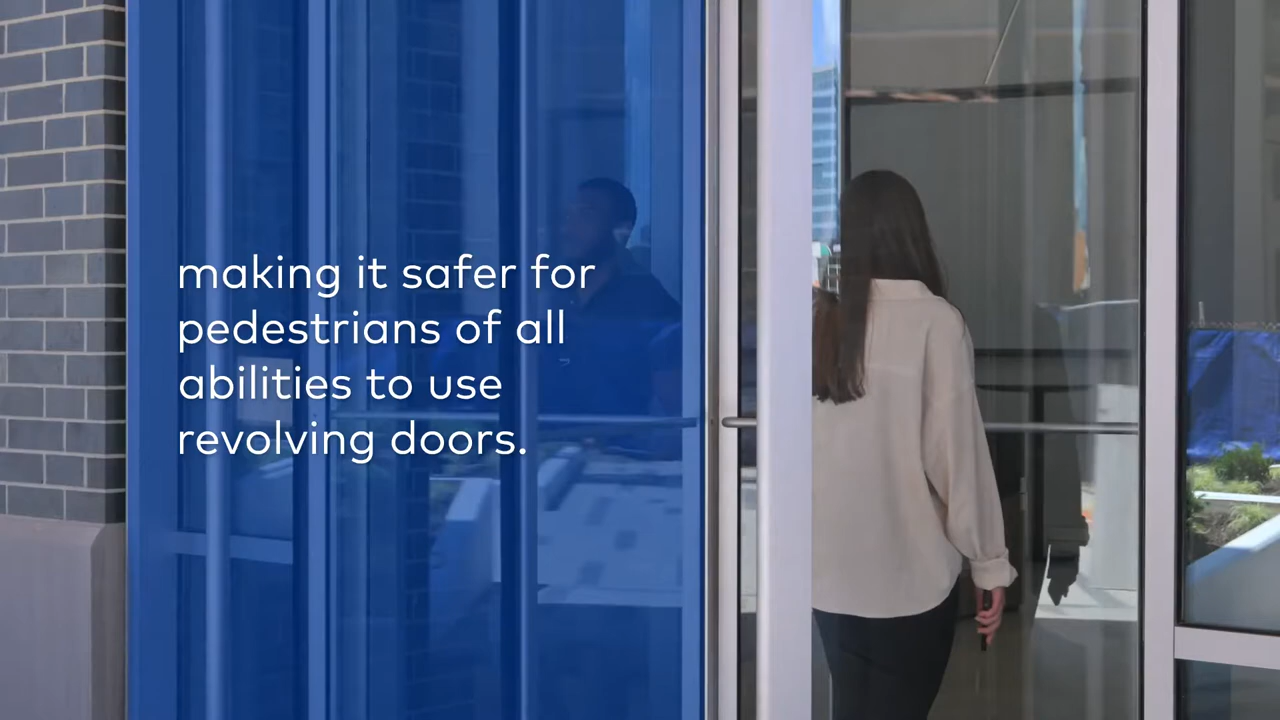 making it safer for
pedestrians of all
abilities to use
revolving doors.